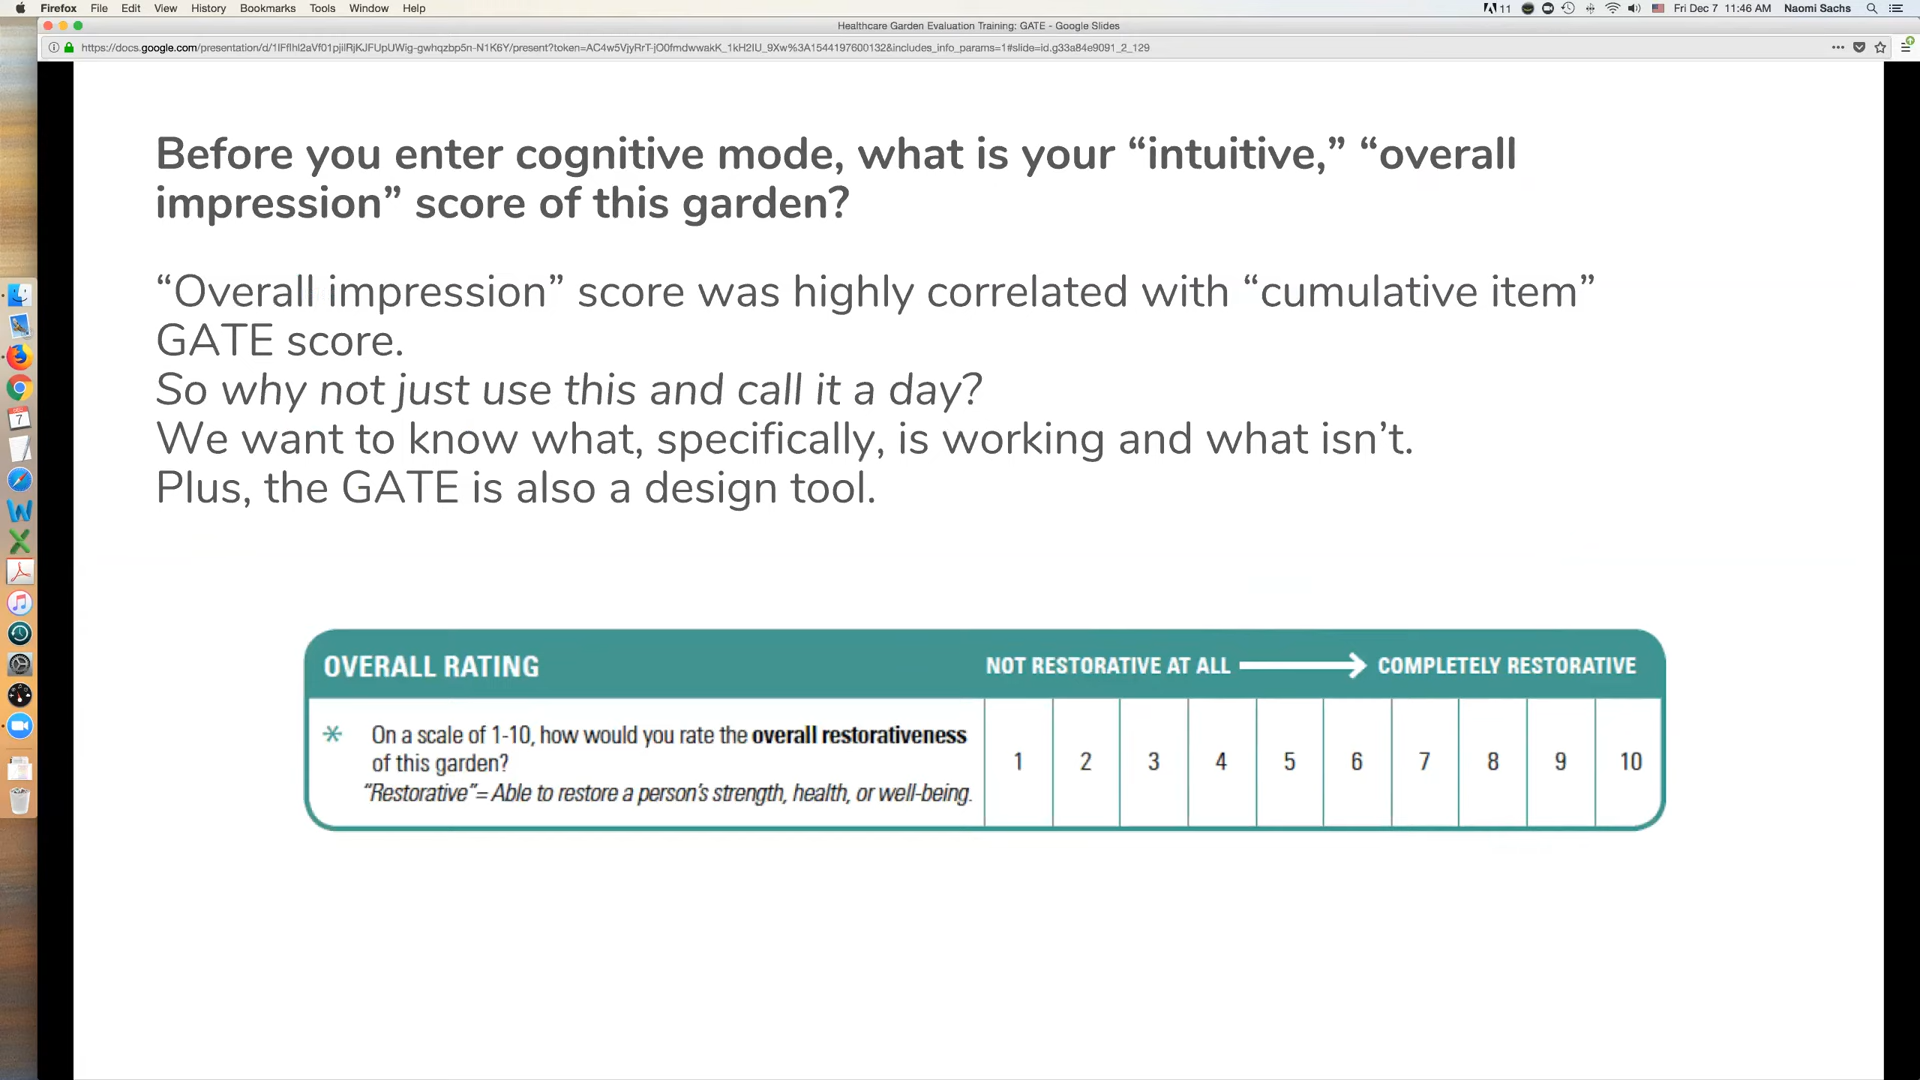 Firefox File Edit View History Bookmarks Tools Window Help 11 Fri Dec 7 11:46 AM Naomi Sachs
Healthcare Garden Evaluation Training: GATE - Google Slides
Before you enter cognitive mode, what is your “intuitive,” “overall
impression” score of this garden?
“Overall impression” score was highly correlated with “cumulative item”
GATE score.
So why not just use this and call it a day?
We want to know what, specifically, is working and what isn’t.
Plus, the GATE is also a design tool.
OVERALL RATING NOT RESTORATIVE AT ALL COMPLETELY RESTORATIVE
* On a scale of 1-10, how would you rate the overall restorativeness
of this garden?
“Restorative”= Able to restore a person’s strength, health, or well-being.
1 2 3 4 5 6 7 8 9 10